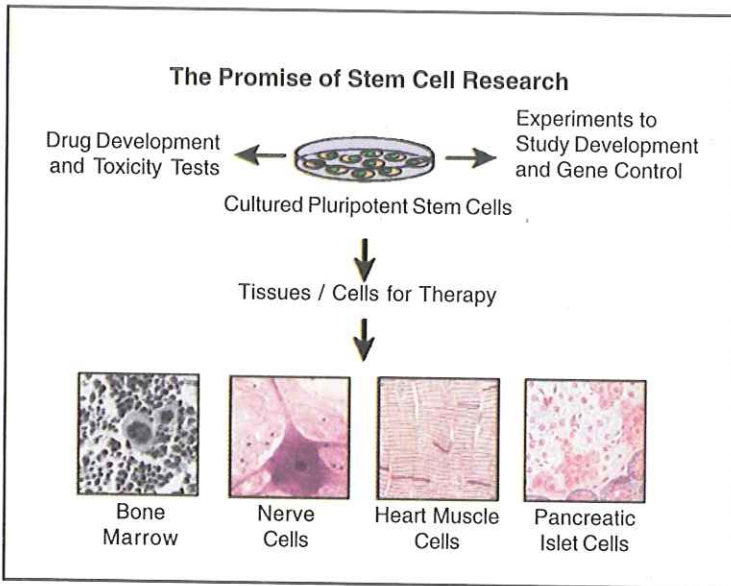 The Promise of Stem Cell Research
Drug Development
and Toxicity Tests
Experiments to
Study Development
and Gene Control
Cultured Pluripotent Stem Cells
Tissues / Cells for Therapy
Bone
Marrow
Nerve
Cells
Heart Muscle
Cells
Pancreatic
Islet Cells